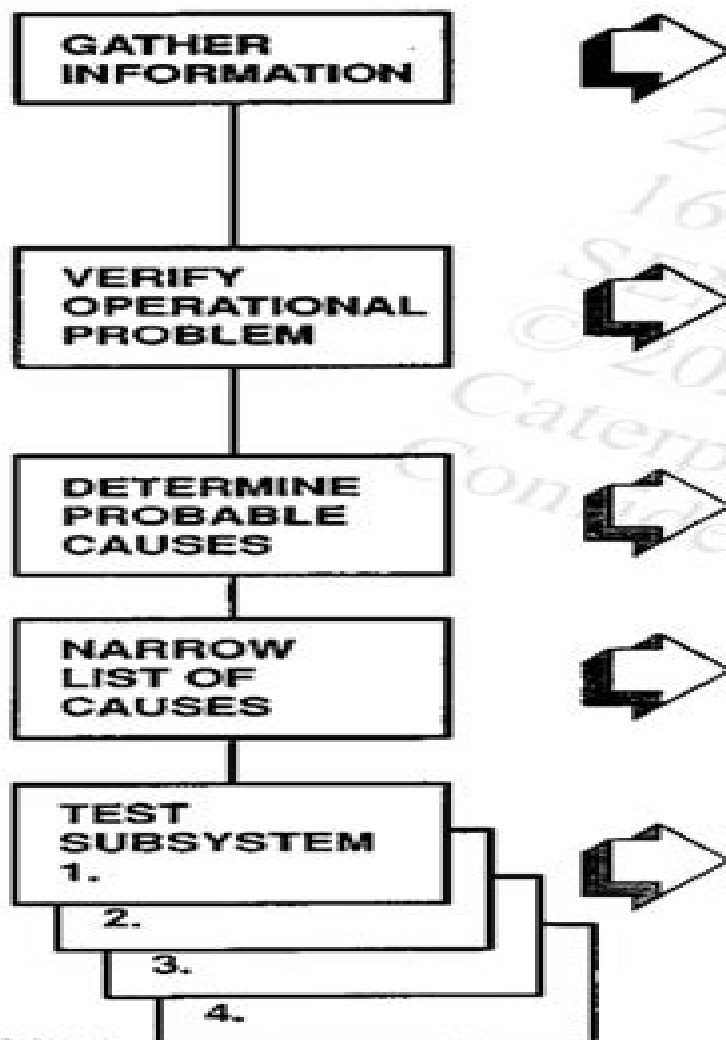 GATHER
INFORMATION
VERIFY
OPERATIONAL
PROBLEM
DETERMINE
PROBABLE
CAUSES
NARROW
LIST OF
CAUSES
TEST
SUBSYSTEM
1.
2.
3.
4.